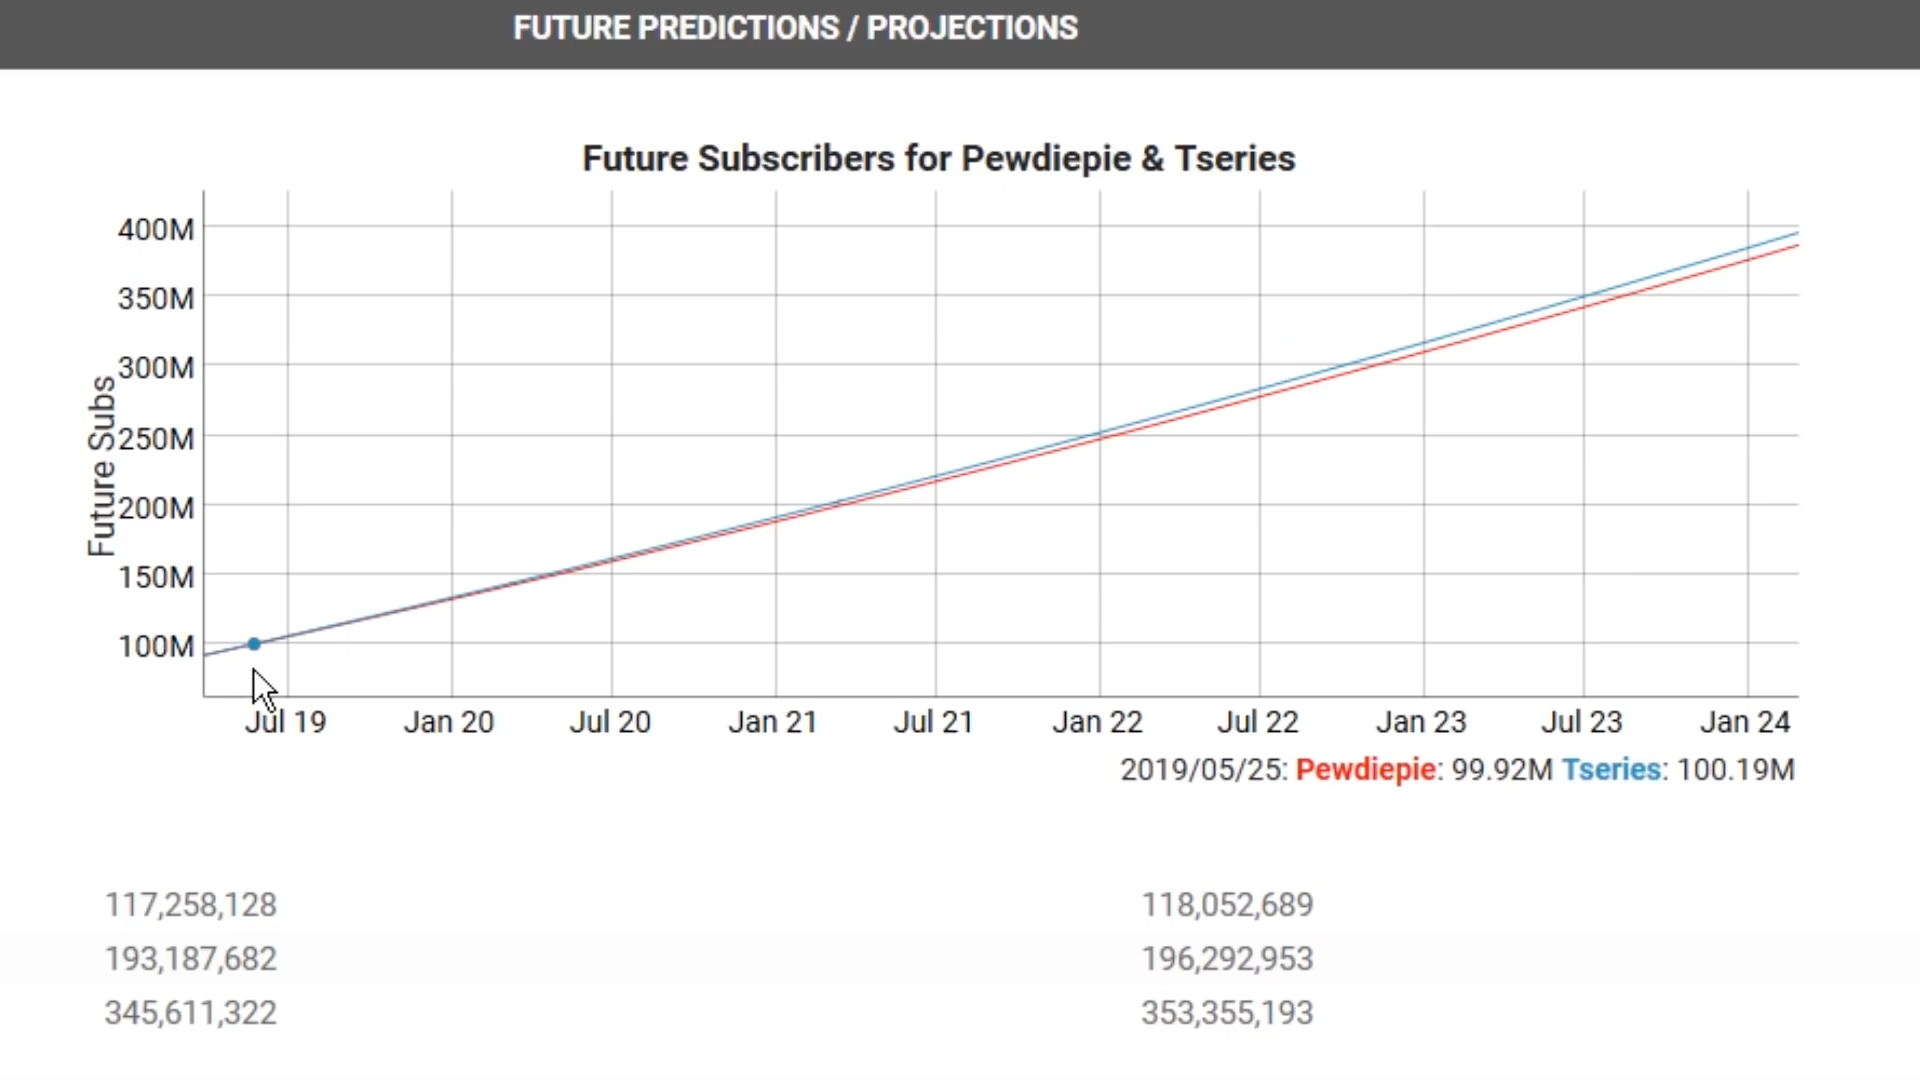 FUTURE PREDICTIONS / PROJECTIONS
Future Subscribers for Pewdiepie & Tseries
Future Subs
400M
350M
300M
250M
200M
150M
100M
Jul 19 Jan 20 Jul 20 Jan 21 Jul 21 Jan 22 Jul 22 Jan 23 Jul 23 Jan 24
2019/05/25: Pewdiepie: 99.92M Tseries: 100.19M
117,258,128 118,052,689
193,187,682 196,292,953
345,611,322 353,355,193